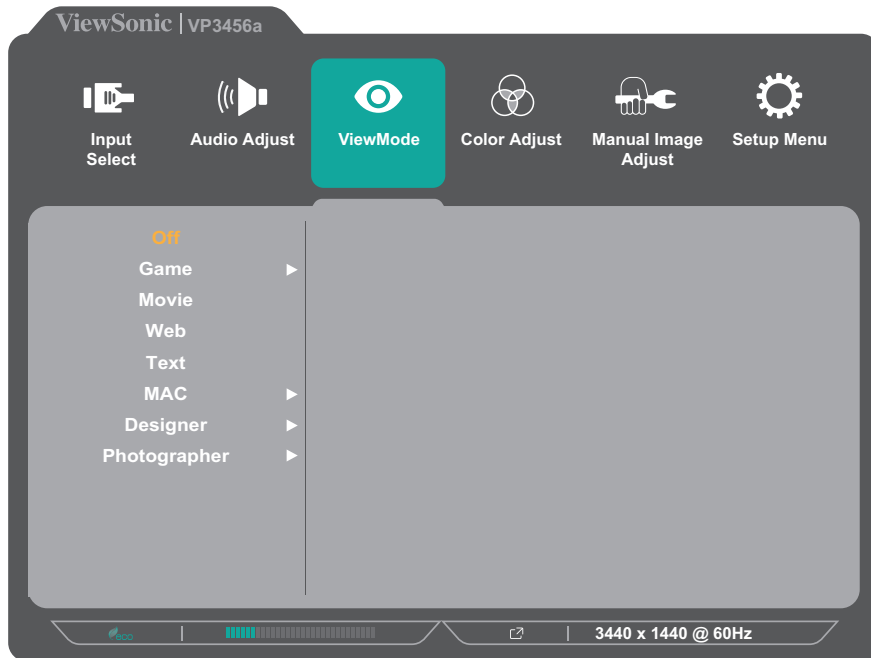 ViewSonic | VP3456a
Input Select
Audio Adjust
ViewMode
Color Adjust
Manual Image Adjust
Setup Menu
Off
Game
Movie
Web
Text
MAC
Designer
Photographer
eco
3440 x 1440 @ 60Hz